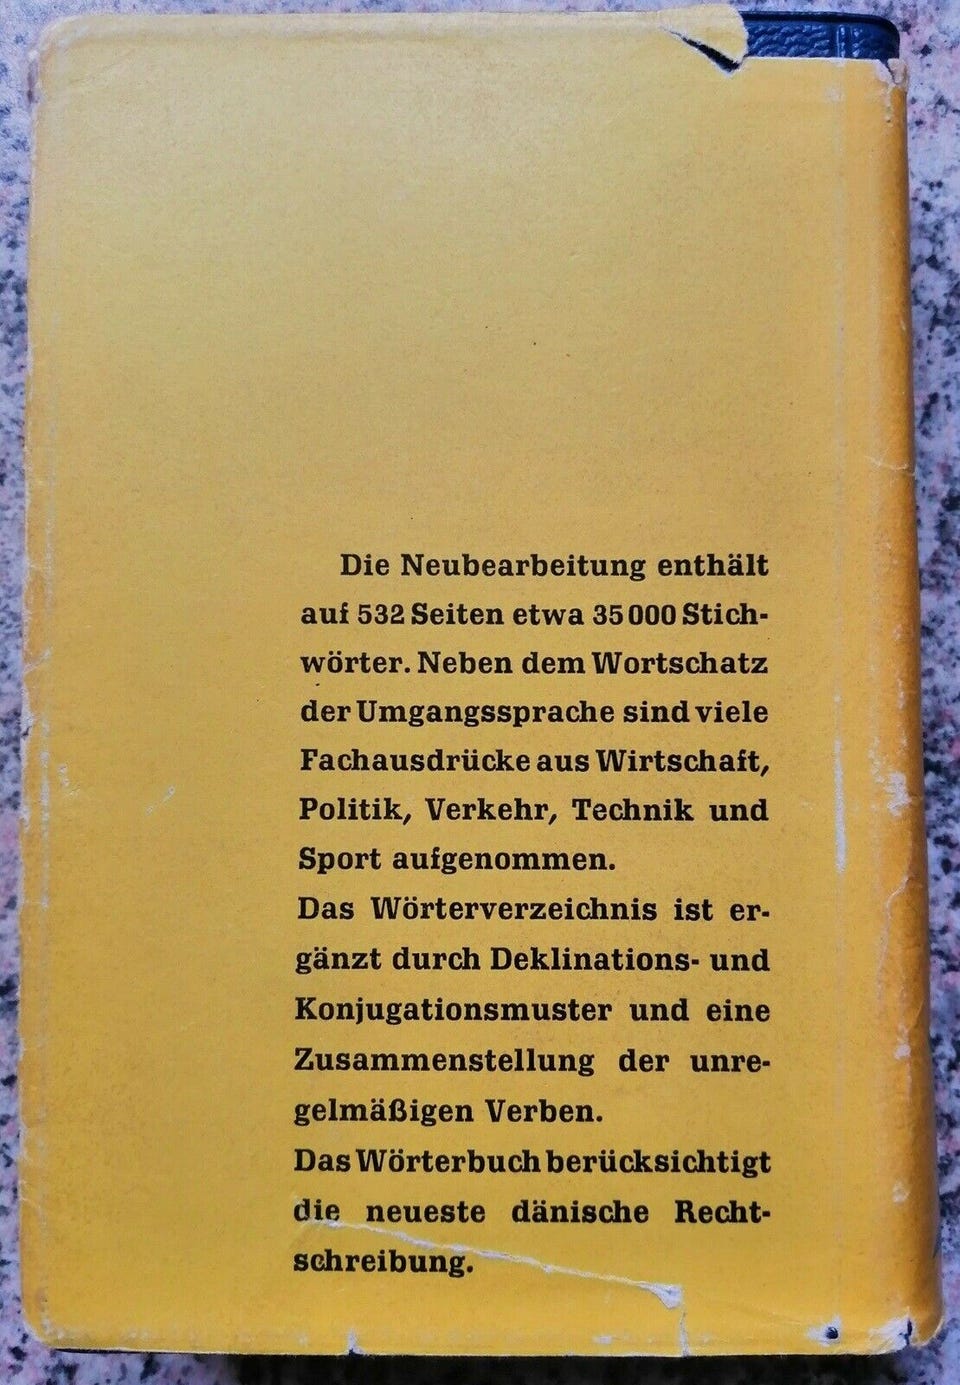 Die Neubearbeitung enthält
auf 532 Seiten etwa 35 000 Stich-
wörter. Neben dem Wortschatz
der Umgangssprache sind viele
Fachausdrücke aus Wirtschaft,
Politik, Verkehr, Technik und
Sport aufgenommen.
Das Wörterverzeichnis ist er-
gänzt durch Deklinations- und
Konjugationsmuster und eine
Zusammenstellung der unre-
gelmäßigen Verben.
Das Wörterbuch berücksichtigt
die neueste dänische Recht-
schreibung.